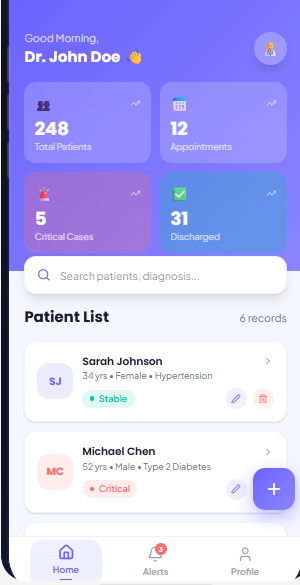 Good Morning,
Dr. John Doe 👋
248
Total Patients
12
Appointments
5
Critical Cases
31
Discharged
Search patients, diagnosis...
Patient List
6 records
SJ
Sarah Johnson
34 yrs • Female • Hypertension
Stable
MC
Michael Chen
52 yrs • Male • Type 2 Diabetes
Critical
3
Home
Alerts
Profile